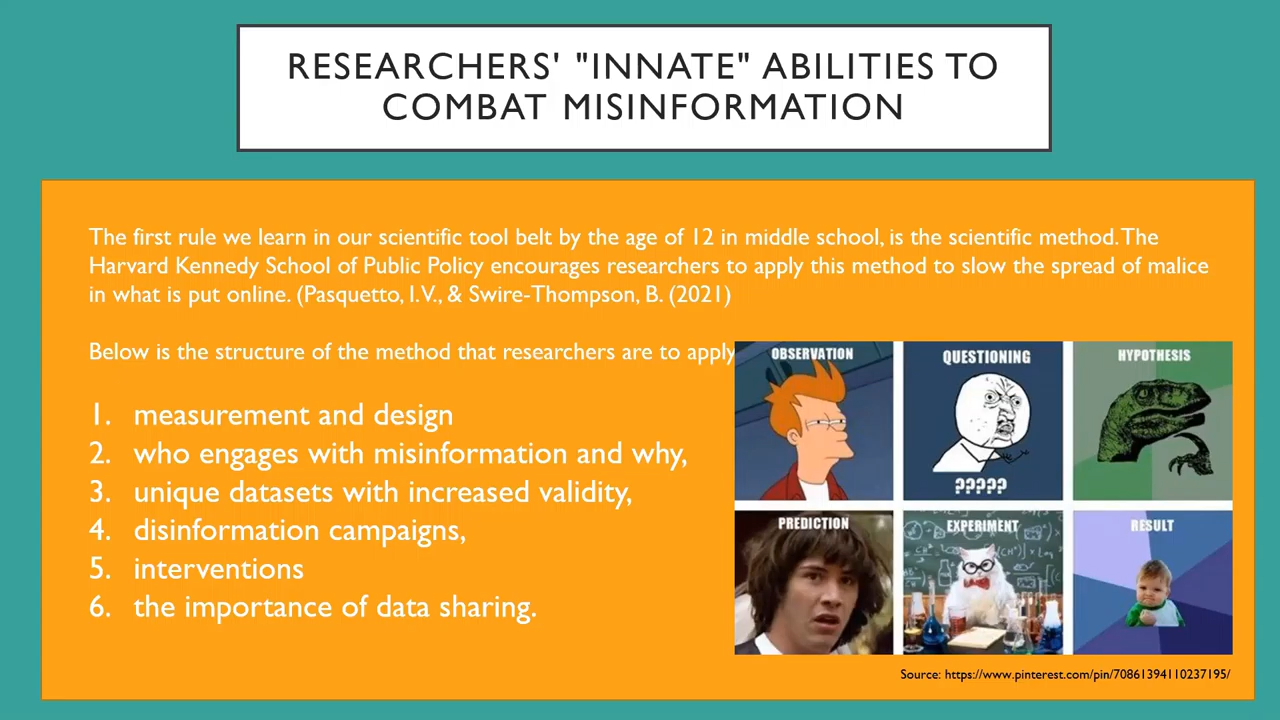 RESEARCHERS' "INNATE" ABILITIES TO
COMBAT MISINFORMATION
The first rule we learn in our scientific tool belt by the age of 12 in middle school, is the scientific method. The
Harvard Kennedy School of Public Policy encourages researchers to apply this method to slow the spread of malice
in what is put online. (Pasquetto, I.V., & Swire-Thompson, B. (2021)
Below is the structure of the method that researchers are to apply
1. measurement and design
2. who engages with misinformation and why,
3. unique datasets with increased validity,
4. disinformation campaigns,
5. interventions
6. the importance of data sharing.
OBSERVATION
QUESTIONING
?????
HYPOTHESIS
PREDICTION
EXPERIMENT
RESULT
Source: https://www.pinterest.com/pin/70861394110237195/